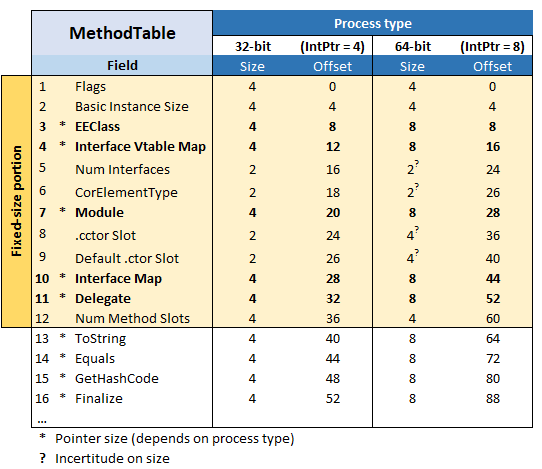 MethodTable Process type
32-bit (IntPtr = 4) 64-bit (IntPtr = 8)
Field Size Offset Size Offset
Fixed-size portion
1 Flags 4 0 4 0
2 Basic Instance Size 4 4 4 4
3 * EEClass 4 8 8 8
4 * Interface Vtable Map 4 12 8 16
5 Num Interfaces 2 16 2? 24
6 CorElementType 2 18 2? 26
7 * Module 4 20 8 28
8 .cctor Slot 2 24 4? 36
9 Default .ctor Slot 2 26 4? 40
10 * Interface Map 4 28 8 44
11 * Delegate 4 32 8 52
12 Num Method Slots 4 36 4 60
13 * ToString 4 40 8 64
14 * Equals 4 44 8 72
15 * GetHashCode 4 48 8 80
16 * Finalize 4 52 8 88
...
* Pointer size (depends on process type)
? Incertitude on size